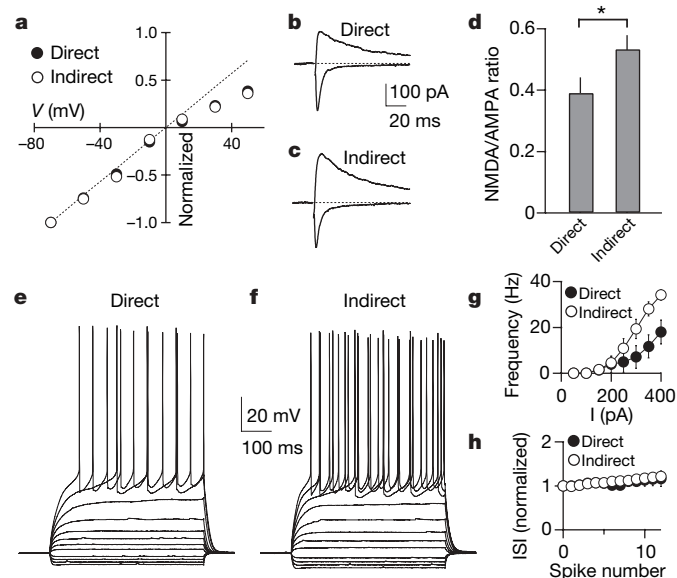 a
Direct
Indirect
V (mV)
1.0
0.5
−80
−40
40
−0.5
−1.0
Normalized
b
Direct
100 pA
20 ms
c
Indirect
d
*
NMDA/AMPA ratio
0.6
0.4
0.2
0
Direct
Indirect
e
Direct
f
Indirect
20 mV
100 ms
g
Direct
Indirect
Frequency (Hz)
40
20
0
0
200
400
I (pA)
h
Direct
Indirect
ISI (normalized)
2
1
0
0
10
Spike number